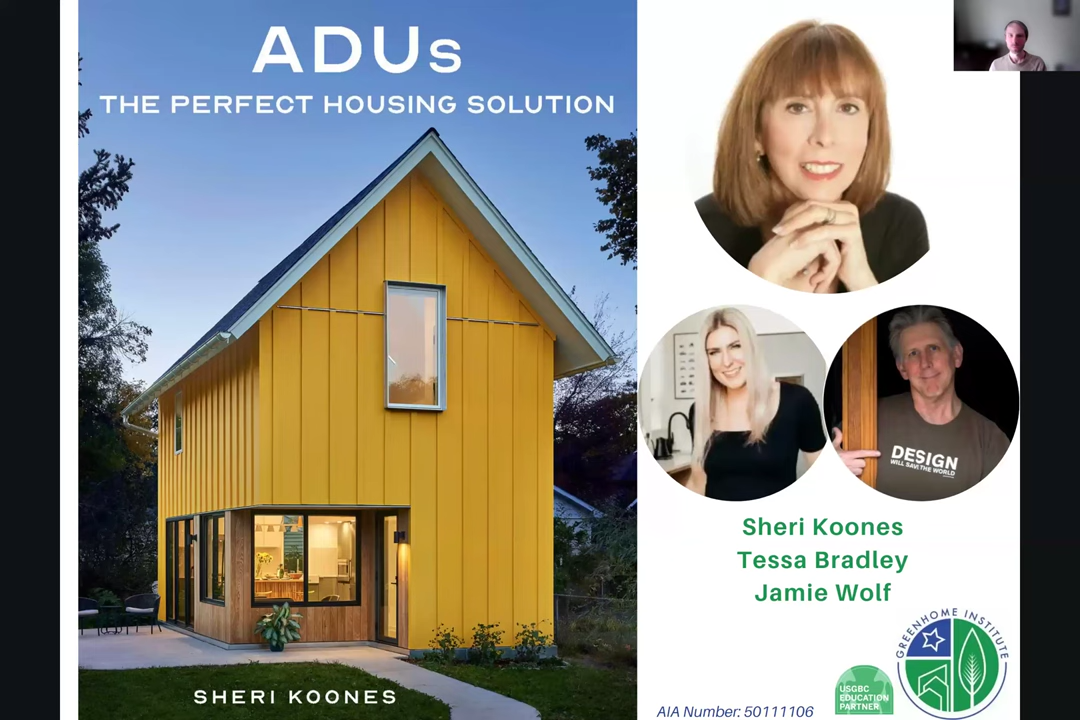 ADUs
THE PERFECT HOUSING SOLUTION
SHERI KOONES
DESIGN
WILL SAVE THE WORLD
Sheri Koones
Tessa Bradley
Jamie Wolf
GREENHOME INSTITUTE
USGBC
EDUCATION
PARTNER
AIA Number: 50111106